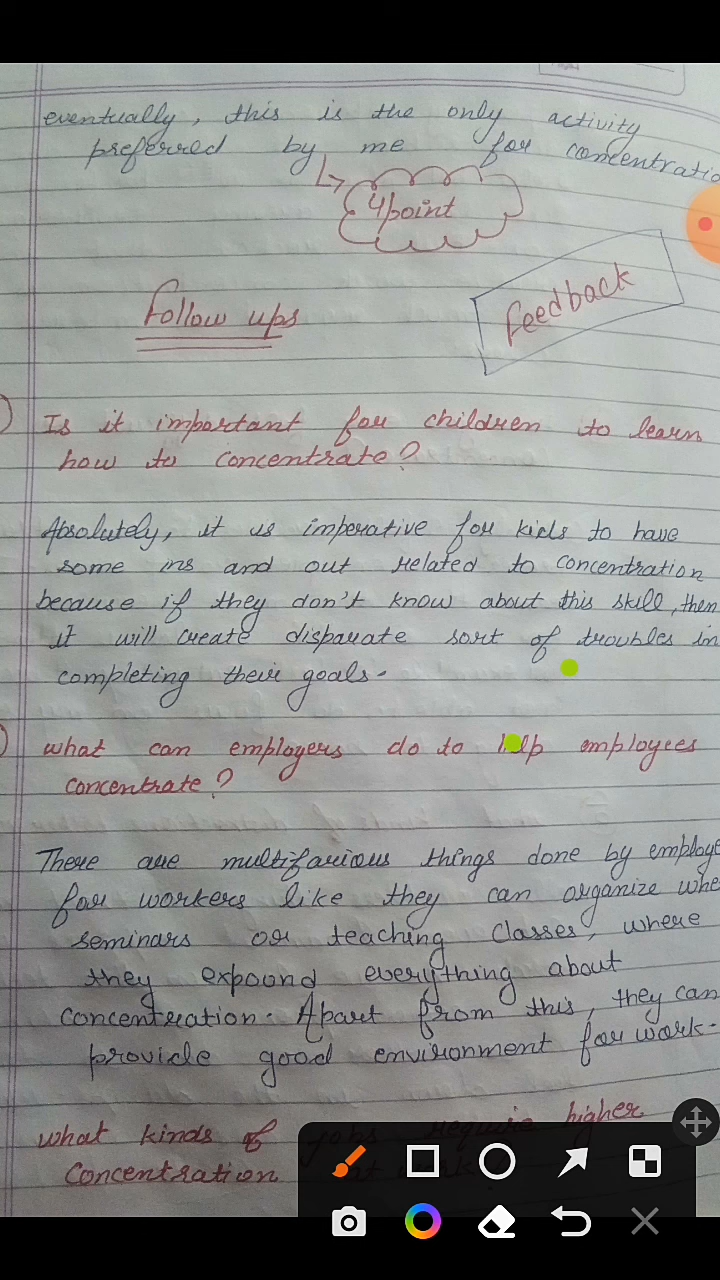 eventually, this is the only activity
preferred by me for concentratio
4 point
Follow ups
Feedback
Is it important for children to learn
how to concentrate?
Absolutely, it is imperative for kids to have
some ins and out related to concentration
because if they don't know about this skill, then
it will create disparate sort of troubles in
completing their goals.
what can employers do to help employees
concentrate?
There are multifarious things done by employe
for workers like they can organize whe
seminars or teaching classes, where
they expound everything about
concentration. Apart from this, they can
provide good environment for work.
what kinds of jobs require higher
concentration